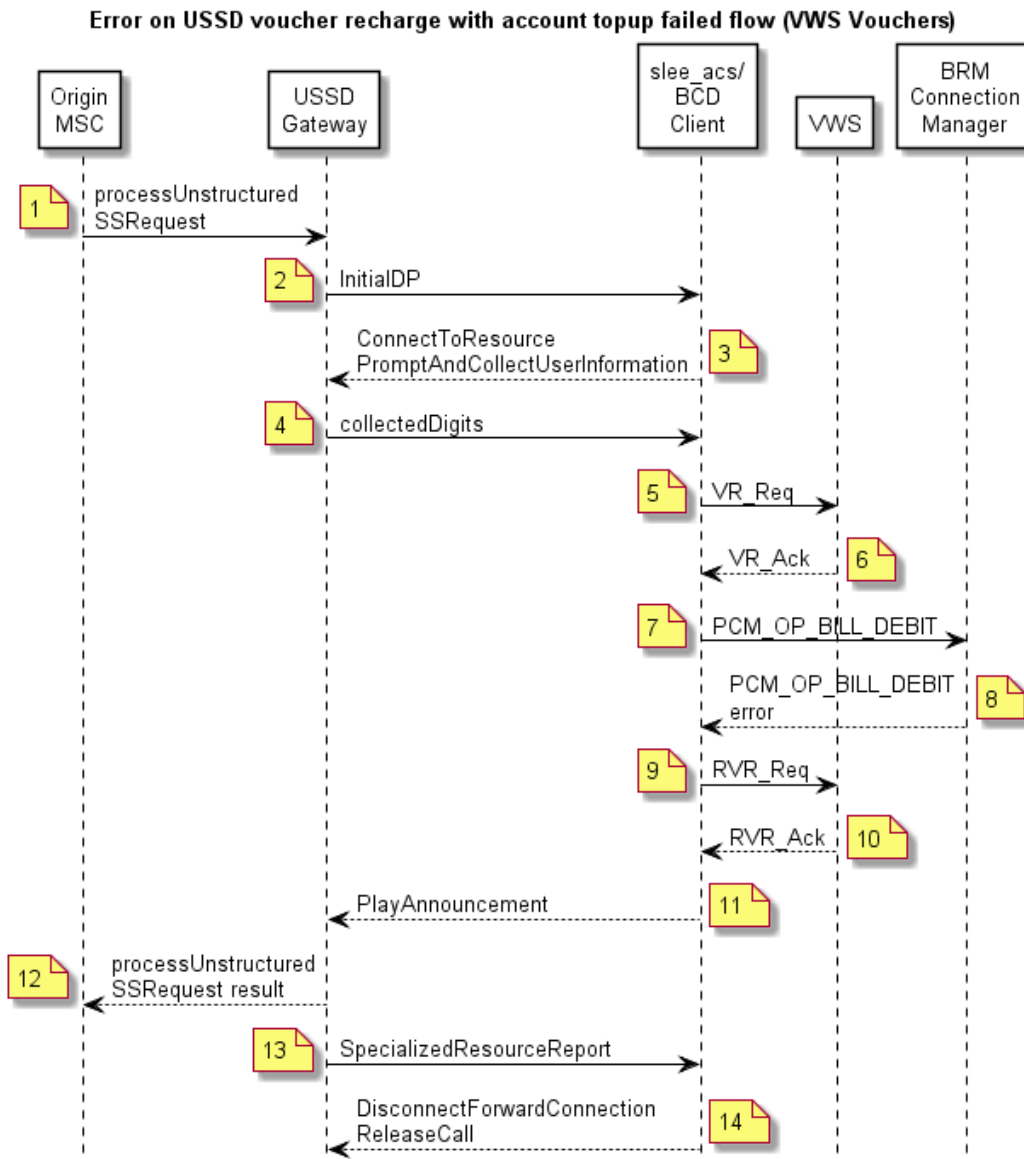 Error on USSD voucher recharge with account topup failed flow (VWS Vouchers)
Origin
MSC
USSD
Gateway
slee_acs/
BCD
Client
VWS
BRM
Connection
Manager
1
processUnstructured
SSRequest
2
InitialDP
ConnectToResource
PromptAndCollectUserInformation
3
4
collectedDigits
5
VR_Req
VR_Ack
6
7
PCM_OP_BILL_DEBIT
PCM_OP_BILL_DEBIT
error
8
9
RVR_Req
RVR_Ack
10
PlayAnnouncement
11
12
processUnstructured
SSRequest result
13
SpecializedResourceReport
DisconnectForwardConnection
ReleaseCall
14